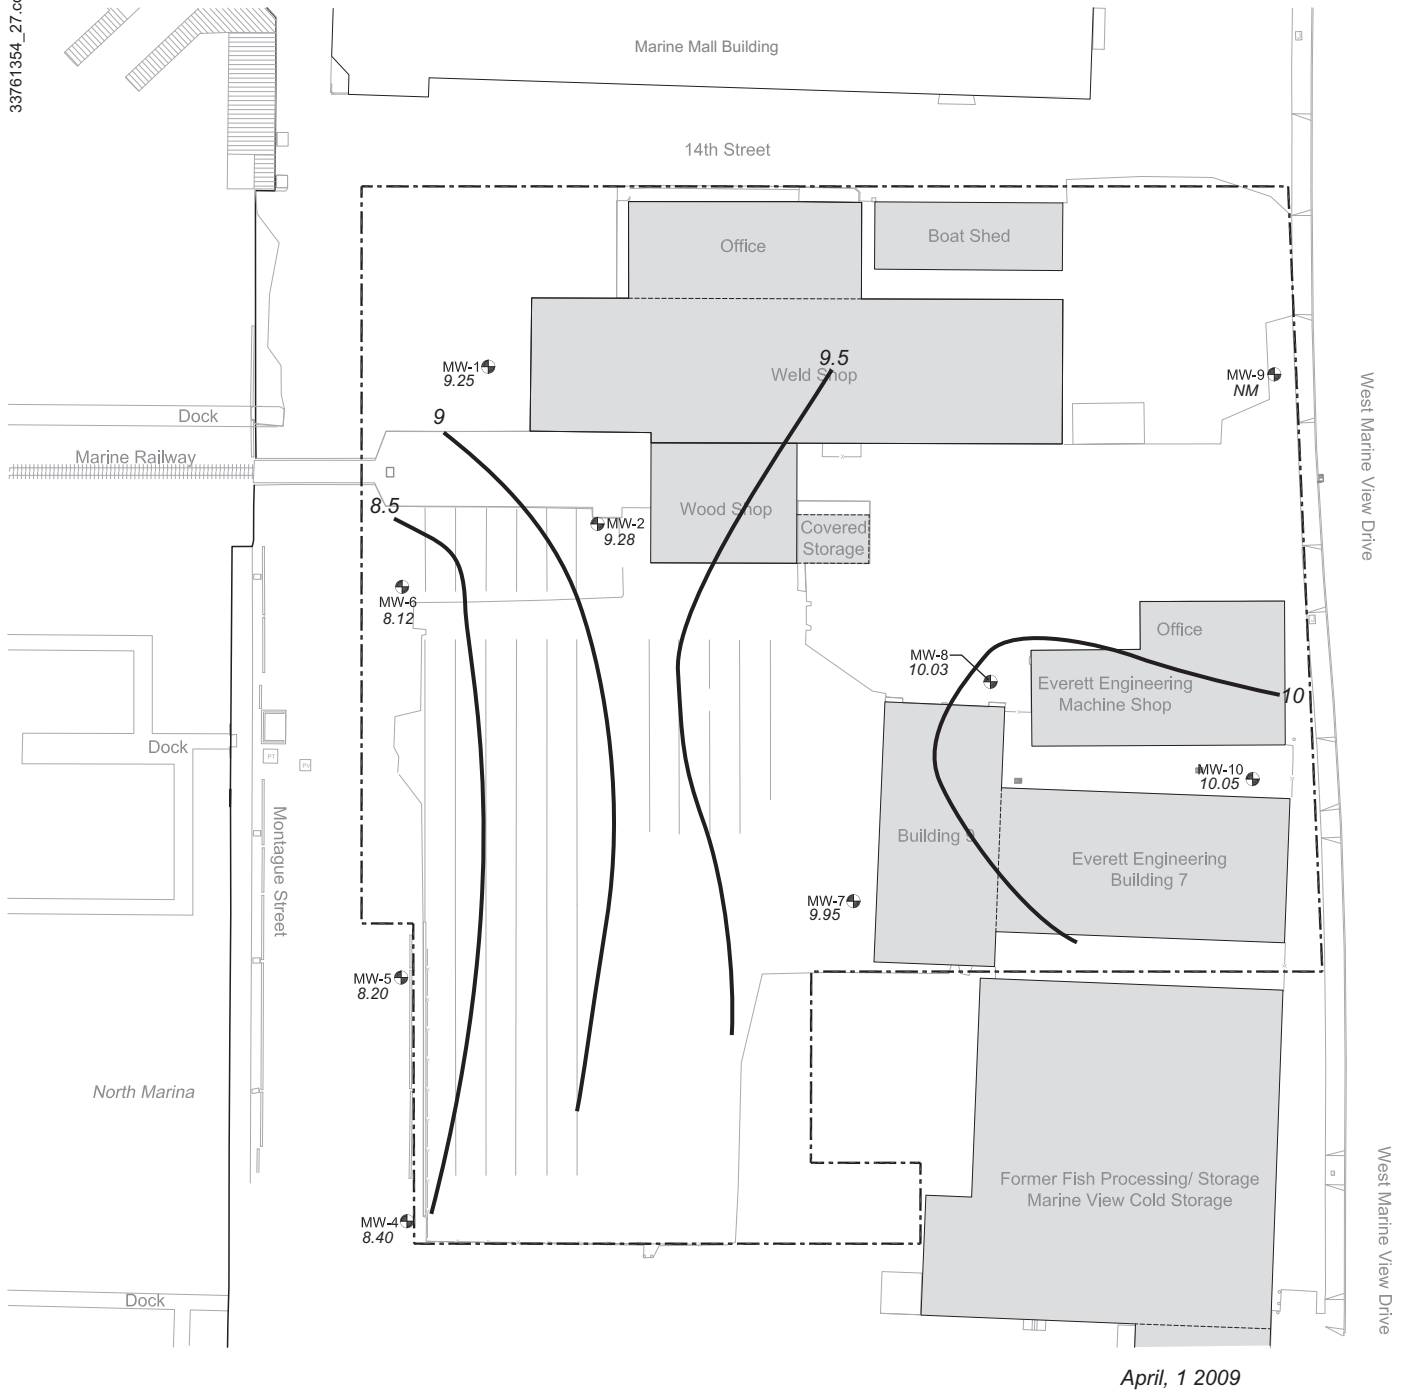 33761354_27.c
Marine Mall Building
14th Street
Office
Boat Shed
9.5
Weld Shop
MW-1
9.25
MW-9
NM
West Marine View Drive
9
Dock
Marine Railway
8.5
MW-2
9.28
Wood Shop
Covered
Storage
MW-6
8.12
Office
MW-8
10.03
Everett Engineering
Machine Shop
10
Dock
PT
MW-10
10.05
Montague Street
Building 9
Everett Engineering
Building 7
MW-7
9.95
MW-5
8.20
North Marina
Former Fish Processing/ Storage
Marine View Cold Storage
West Marine View Drive
MW-4
8.40
Dock
April, 1 2009